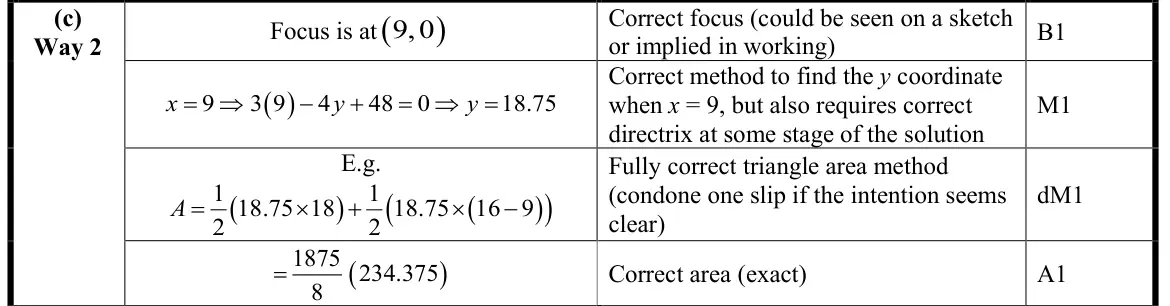 (c)
Way 2
Focus is at (9, 0)
Correct focus (could be seen on a sketch
or implied in working)
B1
x = 9 ⇒ 3(9) − 4y + 48 = 0 ⇒ y = 18.75
Correct method to find the y coordinate
when x = 9, but also requires correct
directrix at some stage of the solution
M1
E.g.
A = 1/2 (18.75 × 18) + 1/2 (18.75 × (16 − 9))
Fully correct triangle area method
(condone one slip if the intention seems
clear)
dM1
= 1875/8 (234.375)
Correct area (exact)
A1